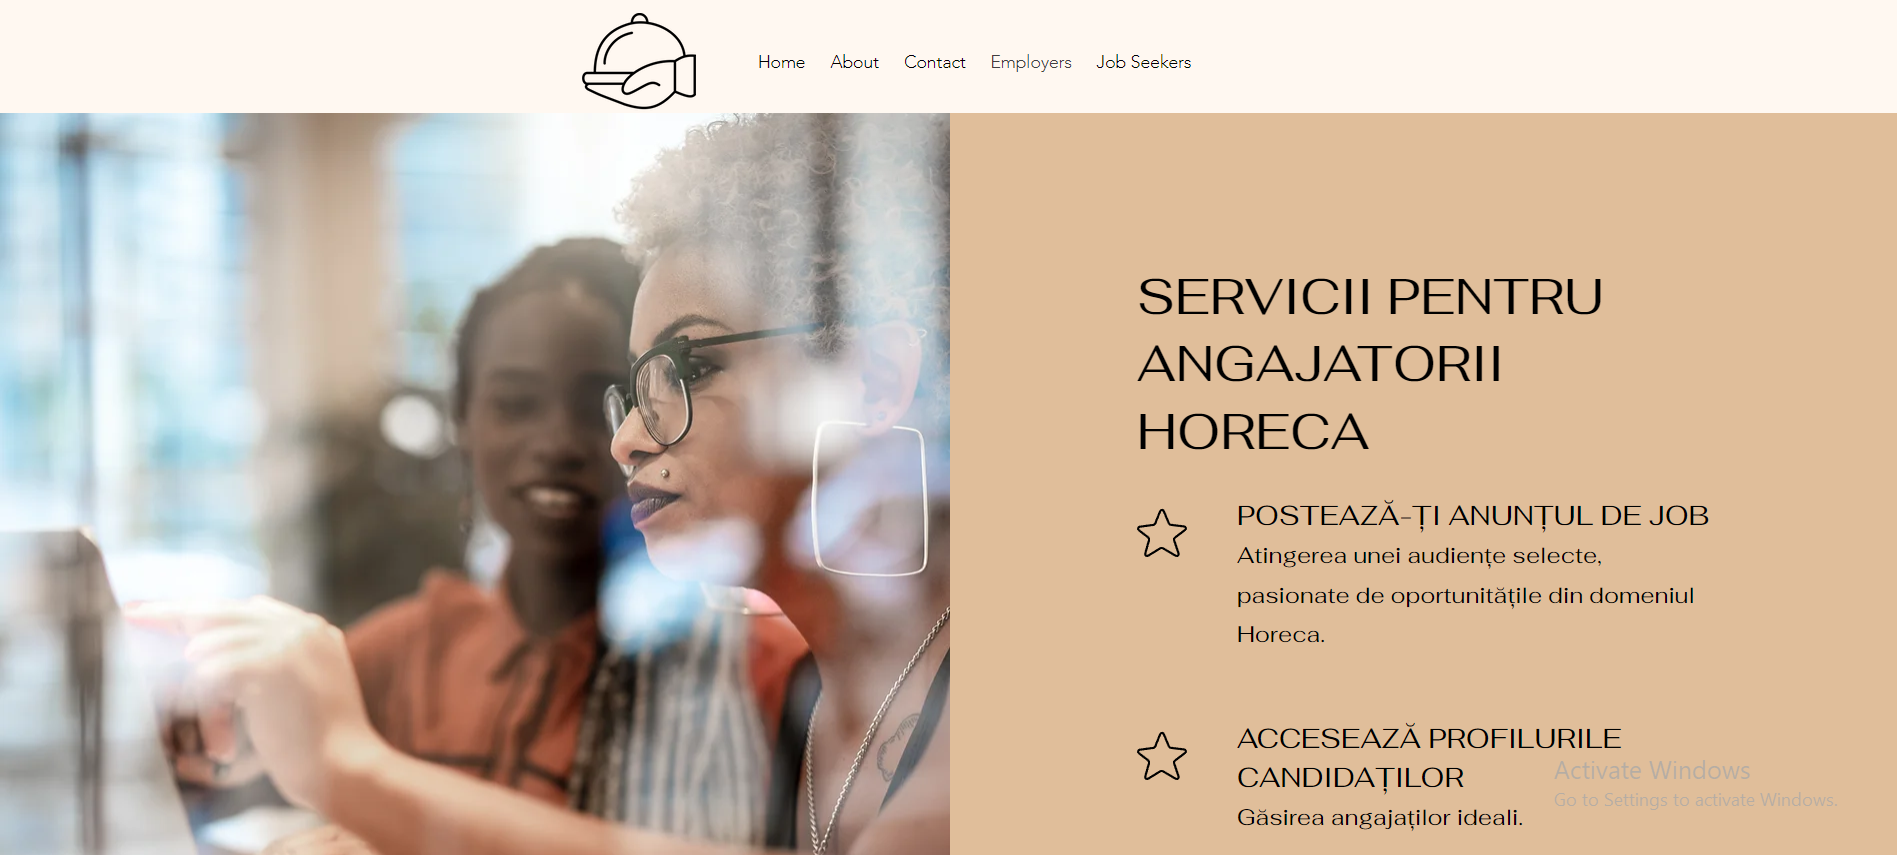 Home About Contact Employers Job Seekers
SERVICII PENTRU
ANGAJATORII
HORECA
POSTEAZĂ-ȚI ANUNȚUL DE JOB
Atingerea unei audiențe selecte,
pasionate de oportunitățile din domeniul
Horeca.
ACCESEAZĂ PROFILURILE
CANDIDAȚILOR
Găsirea angajaților ideali.
Activate Windows
Go to Settings to activate Windows.